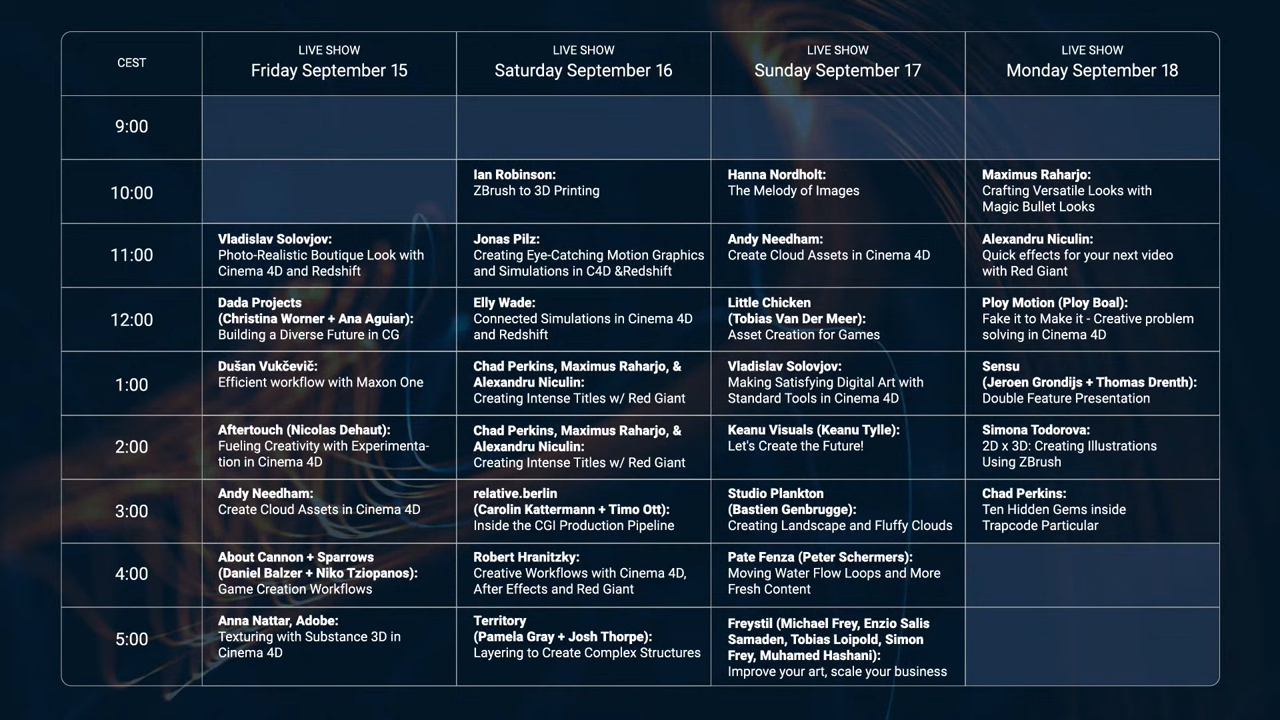 CEST
LIVE SHOW
Friday September 15
LIVE SHOW
Saturday September 16
LIVE SHOW
Sunday September 17
LIVE SHOW
Monday September 18
9:00
10:00
Ian Robinson:
ZBrush to 3D Printing
Hanna Nordholt:
The Melody of Images
Maximus Raharjo:
Crafting Versatile Looks with
Magic Bullet Looks
11:00
Vladislav Solovjov:
Photo-Realistic Boutique Look with
Cinema 4D and Redshift
Jonas Pilz:
Creating Eye-Catching Motion Graphics
and Simulations in C4D &Redshift
Andy Needham:
Create Cloud Assets in Cinema 4D
Alexandru Niculin:
Quick effects for your next video
with Red Giant
12:00
Dada Projects
(Christina Worner + Ana Aguiar):
Building a Diverse Future in CG
Elly Wade:
Connected Simulations in Cinema 4D
and Redshift
Little Chicken
(Tobias Van Der Meer):
Asset Creation for Games
Ploy Motion (Ploy Boal):
Fake it to Make it - Creative problem
solving in Cinema 4D
1:00
Dušan Vukčevič:
Efficient workflow with Maxon One
Chad Perkins, Maximus Raharjo, &
Alexandru Niculin:
Creating Intense Titles w/ Red Giant
Vladislav Solovjov:
Making Satisfying Digital Art with
Standard Tools in Cinema 4D
Sensu
(Jeroen Grondijs + Thomas Drenth):
Double Feature Presentation
2:00
Aftertouch (Nicolas Dehaut):
Fueling Creativity with Experimenta-
tion in Cinema 4D
Chad Perkins, Maximus Raharjo, &
Alexandru Niculin:
Creating Intense Titles w/ Red Giant
Keanu Visuals (Keanu Tylle):
Let's Create the Future!
Simona Todorova:
2D x 3D: Creating Illustrations
Using ZBrush
3:00
Andy Needham:
Create Cloud Assets in Cinema 4D
relative.berlin
(Carolin Kattermann + Timo Ott):
Inside the CGI Production Pipeline
Studio Plankton
(Bastien Genbrugge):
Creating Landscape and Fluffy Clouds
Chad Perkins:
Ten Hidden Gems inside
Trapcode Particular
4:00
About Cannon + Sparrows
(Daniel Balzer + Niko Tziopanos):
Game Creation Workflows
Robert Hranitzky:
Creative Workflows with Cinema 4D,
After Effects and Red Giant
Pate Fenza (Peter Schermers):
Moving Water Flow Loops and More
Fresh Content
5:00
Anna Nattar, Adobe:
Texturing with Substance 3D in
Cinema 4D
Territory
(Pamela Gray + Josh Thorpe):
Layering to Create Complex Structures
Freystil (Michael Frey, Enzio Salis
Samaden, Tobias Loipold, Simon
Frey, Muhamed Hashani):
Improve your art, scale your business